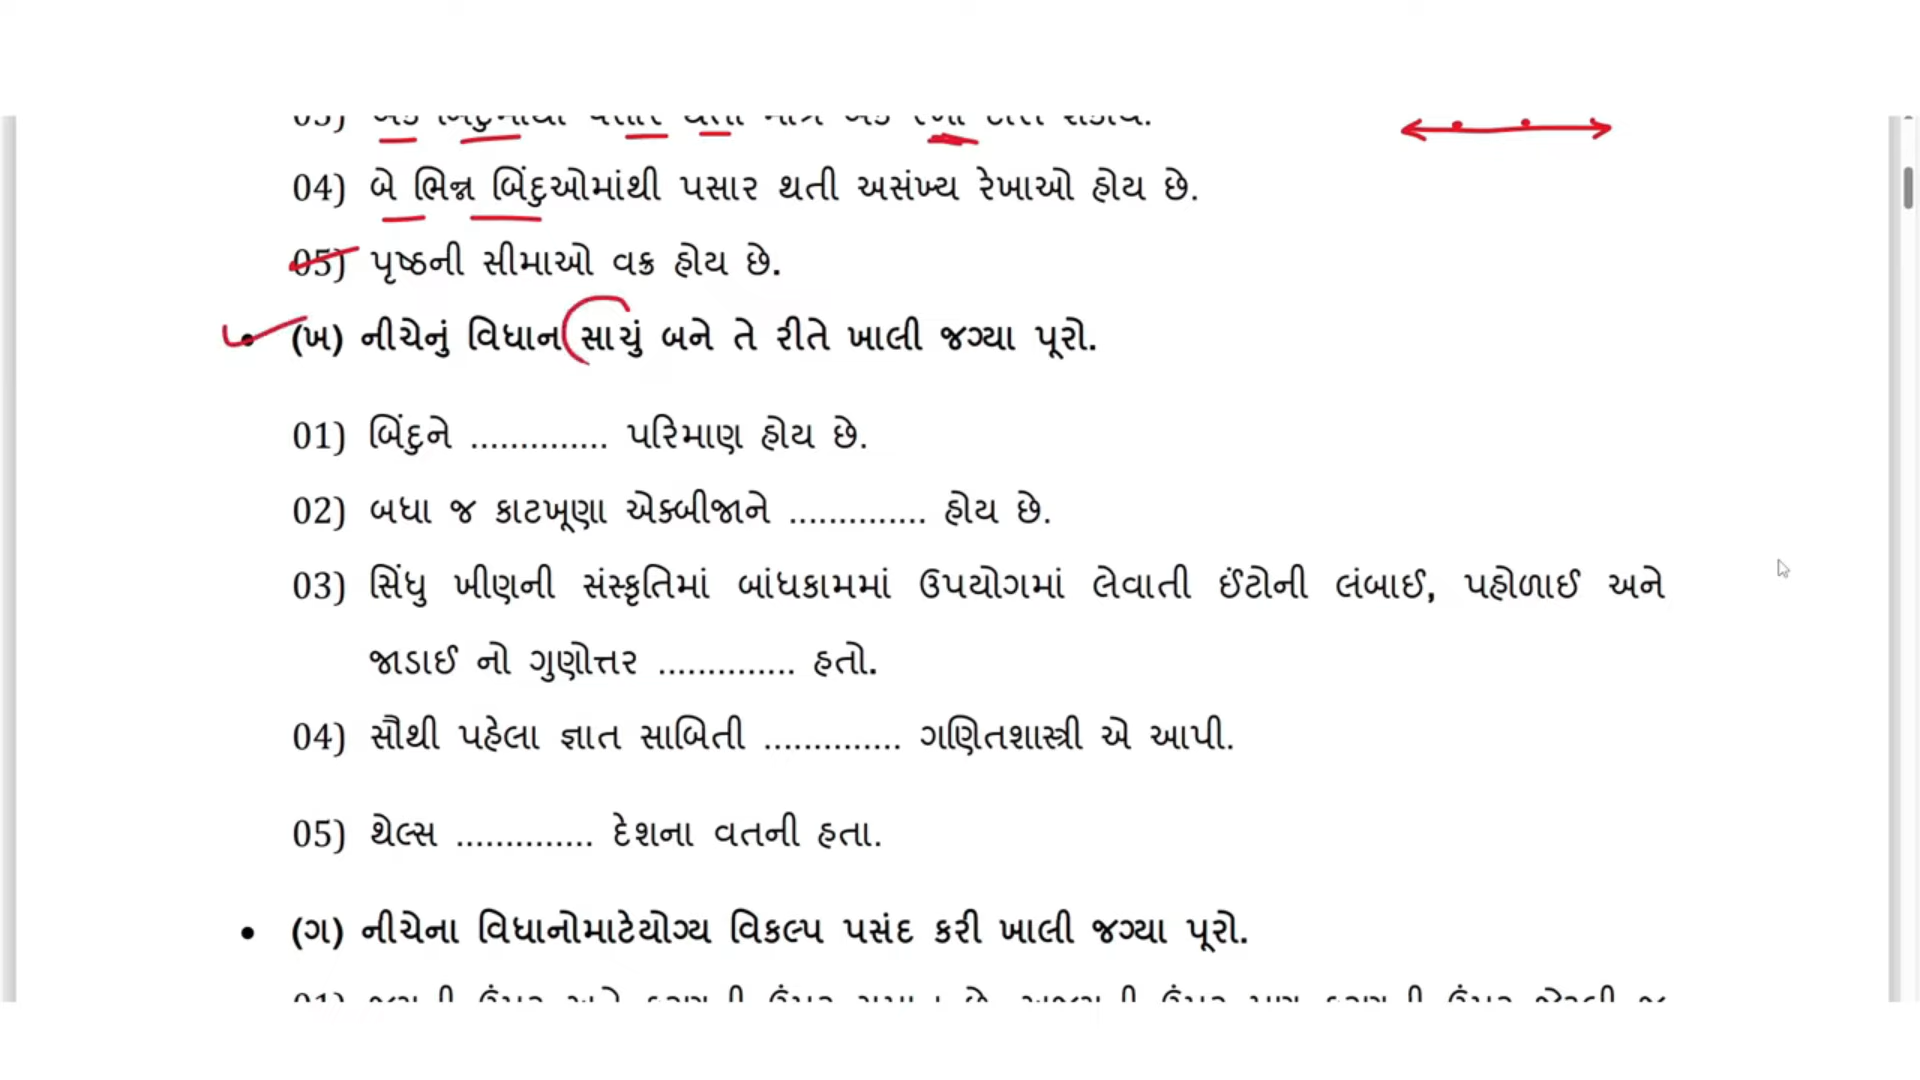 04) બે ભિન્ન બિંદુઓમાંથી પસાર થતી અસંખ્ય રેખાઓ હોય છે.
05) પૃષ્ઠની સીમાઓ વક્ર હોય છે.
• (ખ) નીચેનું વિધાન સાચું બને તે રીતે ખાલી જગ્યા પૂરો.
01) બિંદુને .............. પરિમાણ હોય છે.
02) બધા જ કાટખૂણા એકબીજાને .............. હોય છે.
03) સિંધુ ખીણની સંસ્કૃતિમાં બાંધકામમાં ઉપયોગમાં લેવાતી ઈંટોની લંબાઈ, પહોળાઈ અને
જાડાઈ નો ગુણોત્તર .............. હતો.
04) સૌથી પહેલા જ્ઞાત સાબિતી .............. ગણિતશાસ્ત્રી એ આપી.
05) થેલ્સ .............. દેશના વતની હતા.
• (ગ) નીચેના વિધાનોમાટેયોગ્ય વિકલ્પ પસંદ કરી ખાલી જગ્યા પૂરો.